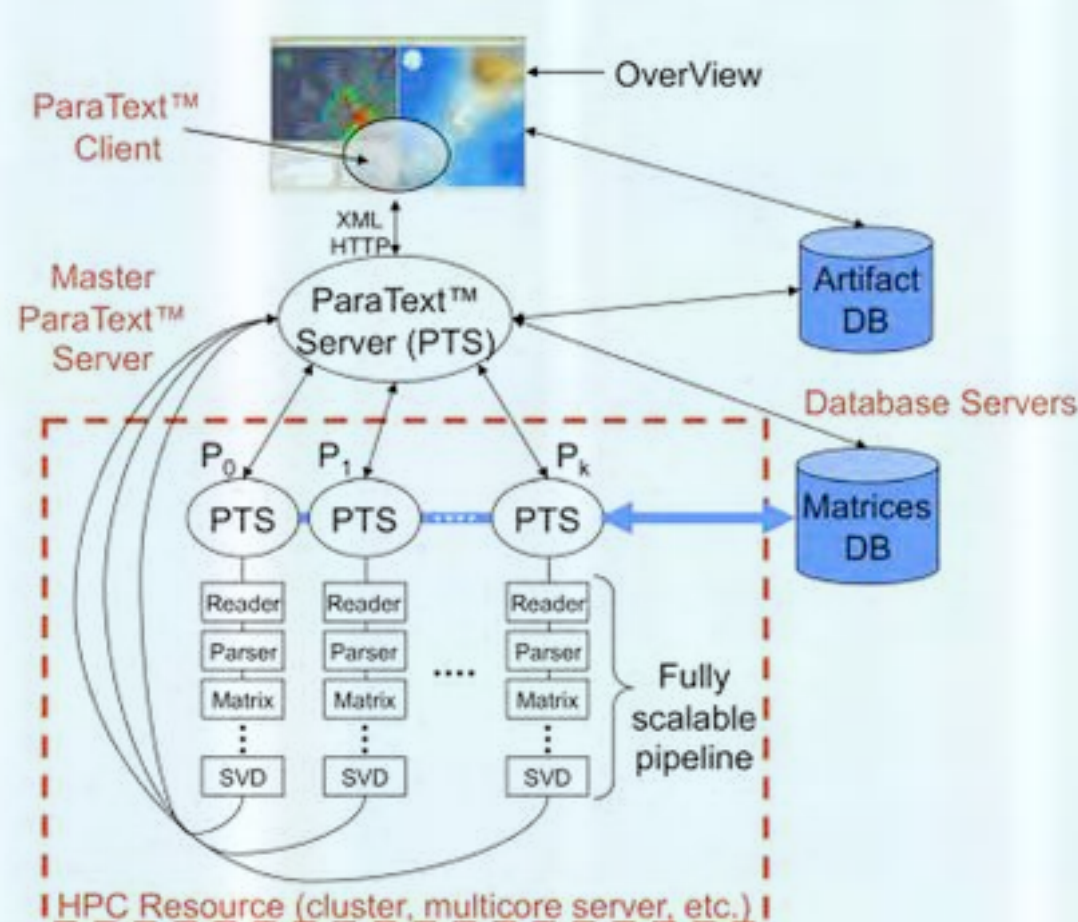 OverView
ParaText™
Client
XML
HTTP
Master
ParaText™
Server
ParaText™
Server (PTS)
Artifact
DB
Database Servers
Matrices
DB
P0
P1
Pk
PTS
PTS
....
PTS
Reader
Reader
Reader
Parser
Parser
....
Parser
Matrix
Matrix
Matrix
SVD
SVD
SVD
Fully
scalable
pipeline
HPC Resource (cluster, multicore server, etc.)